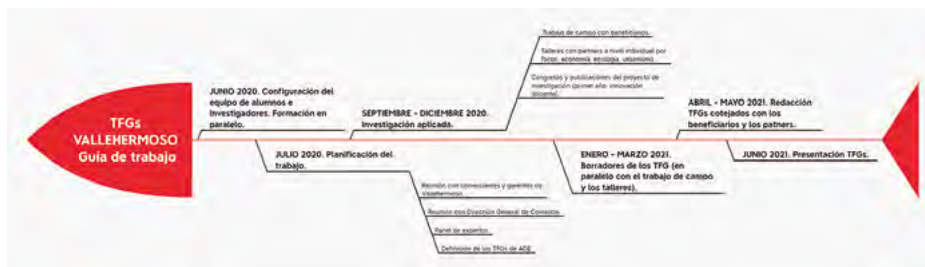 TFGs
VALLEHERMOSO
Guía de trabajo
JUNIO 2020. Configuración del
equipo de alumnos e
investigadores. Formación en
paralelo.
JULIO 2020. Planificación del
trabajo.
Reunión con comerciantes y gerentes de
Vallehermoso.
Reunión con Dirección General de Comercio.
Panel de expertos.
Definición de los TFGs de ADE.
SEPTIEMBRE - DICIEMBRE 2020.
Investigación aplicada.
Trabajo de campo con beneficiarios.
Talleres con partners a nivel individual por
focos: economía, ecología, urbanismo.
Congresos y publicaciones del proyecto de
investigación (primer año: innovación
docente).
ENERO - MARZO 2021.
Borradores de los TFG (en
paralelo con el trabajo de campo
y los talleres).
ABRIL - MAYO 2021. Redacción
TFGs cotejados con los
beneficiarios y los patners.
JUNIO 2021. Presentación TFGs.